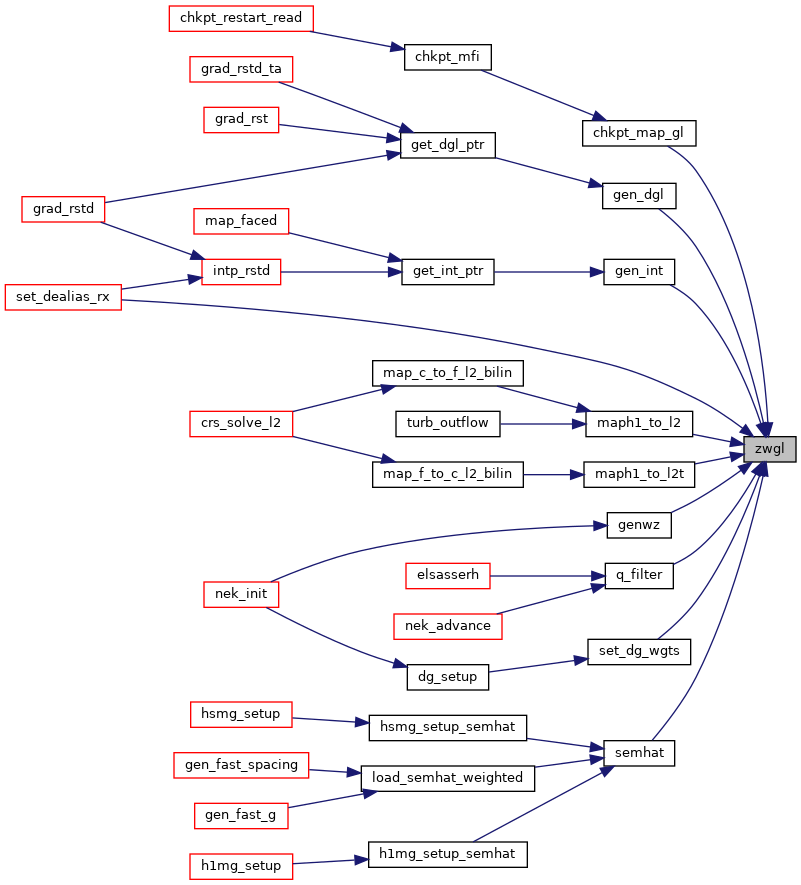 chkpt_restart_read
chkpt_mfi
grad_rstd_ta
grad_rst
chkpt_map_gl
get_dgl_ptr
gen_dgl
grad_rstd
map_faced
intp_rstd
get_int_ptr
gen_int
set_dealias_rx
map_c_to_f_l2_bilin
crs_solve_l2
turb_outflow
maph1_to_l2
zwgl
map_f_to_c_l2_bilin
maph1_to_l2t
genwz
elsasserh
q_filter
nek_init
nek_advance
set_dg_wgts
dg_setup
hsmg_setup
hsmg_setup_semhat
semhat
gen_fast_spacing
load_semhat_weighted
gen_fast_g
h1mg_setup_semhat
h1mg_setup